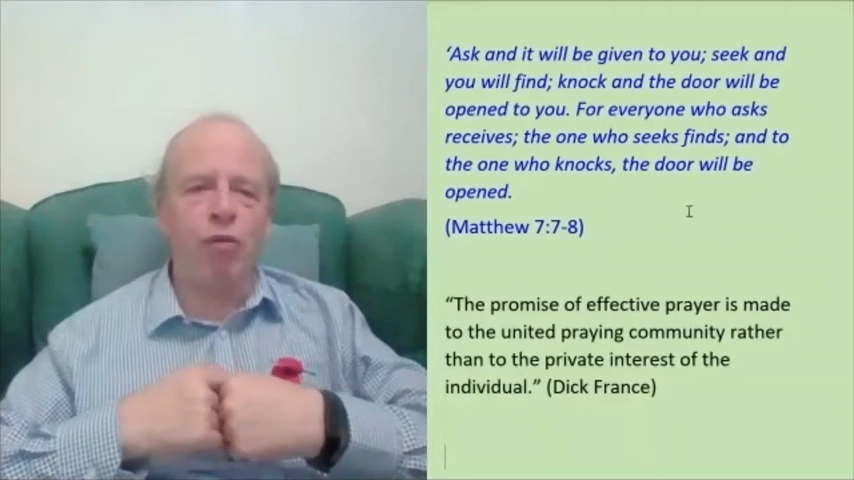 ‘Ask and it will be given to you; seek and
you will find; knock and the door will be
opened to you. For everyone who asks
receives; the one who seeks finds; and to
the one who knocks, the door will be
opened.
(Matthew 7:7-8)
“The promise of effective prayer is made
to the united praying community rather
than to the private interest of the
individual.” (Dick France)